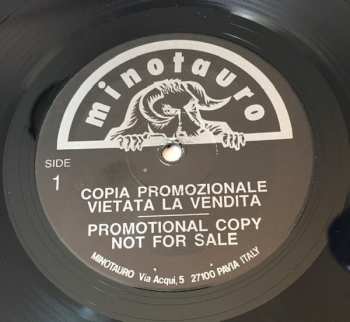 minotauro
SIDE
1
COPIA PROMOZIONALE
VIETATA LA VENDITA
PROMOTIONAL COPY
NOT FOR SALE
MINOTAURO Via Acqui, 5 27100 PAVIA ITALY